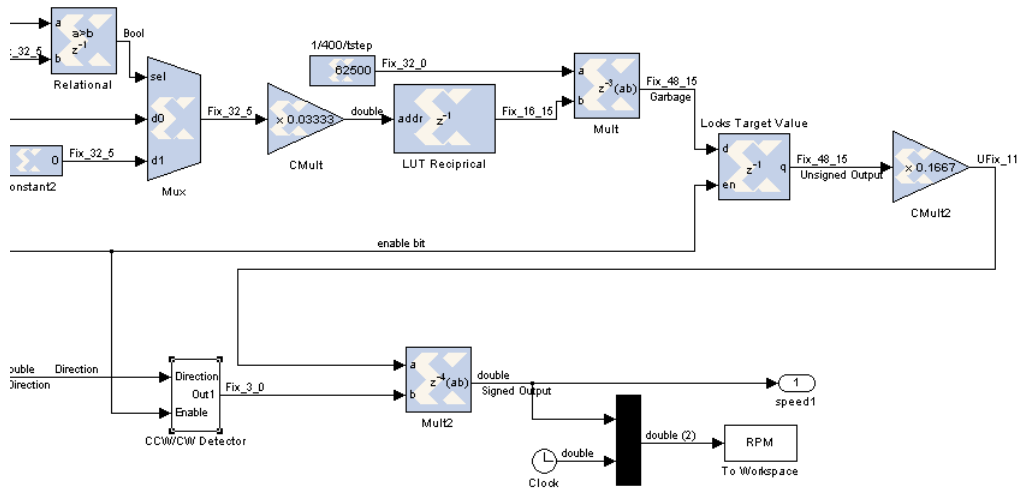 a
a>b
Bool
z-1
:_32_5
b
Relational
sel
d0
d1
Mux
0
Fix_32_5
onstant2
Fix_32_5
× 0.03333
CMult
double
1/400/tstep
62500
Fix_32_0
addr
z-1
LUT Reciprical
Fix_16_15
a
b
z-3(ab)
Mult
Fix_48_15
Garbage
Locks Target Value
d
en
z-1
q
Fix_48_15
Unsigned Output
× 0.1667
CMult2
UFix_11
enable bit
ouble
Direction
Direction
Direction
Out1
Enable
CCW/CW Detector
Fix_3_0
a
b
z-4(ab)
Mult2
double
Signed Output
1
speed1
double (2)
RPM
To Workspace
double
Clock